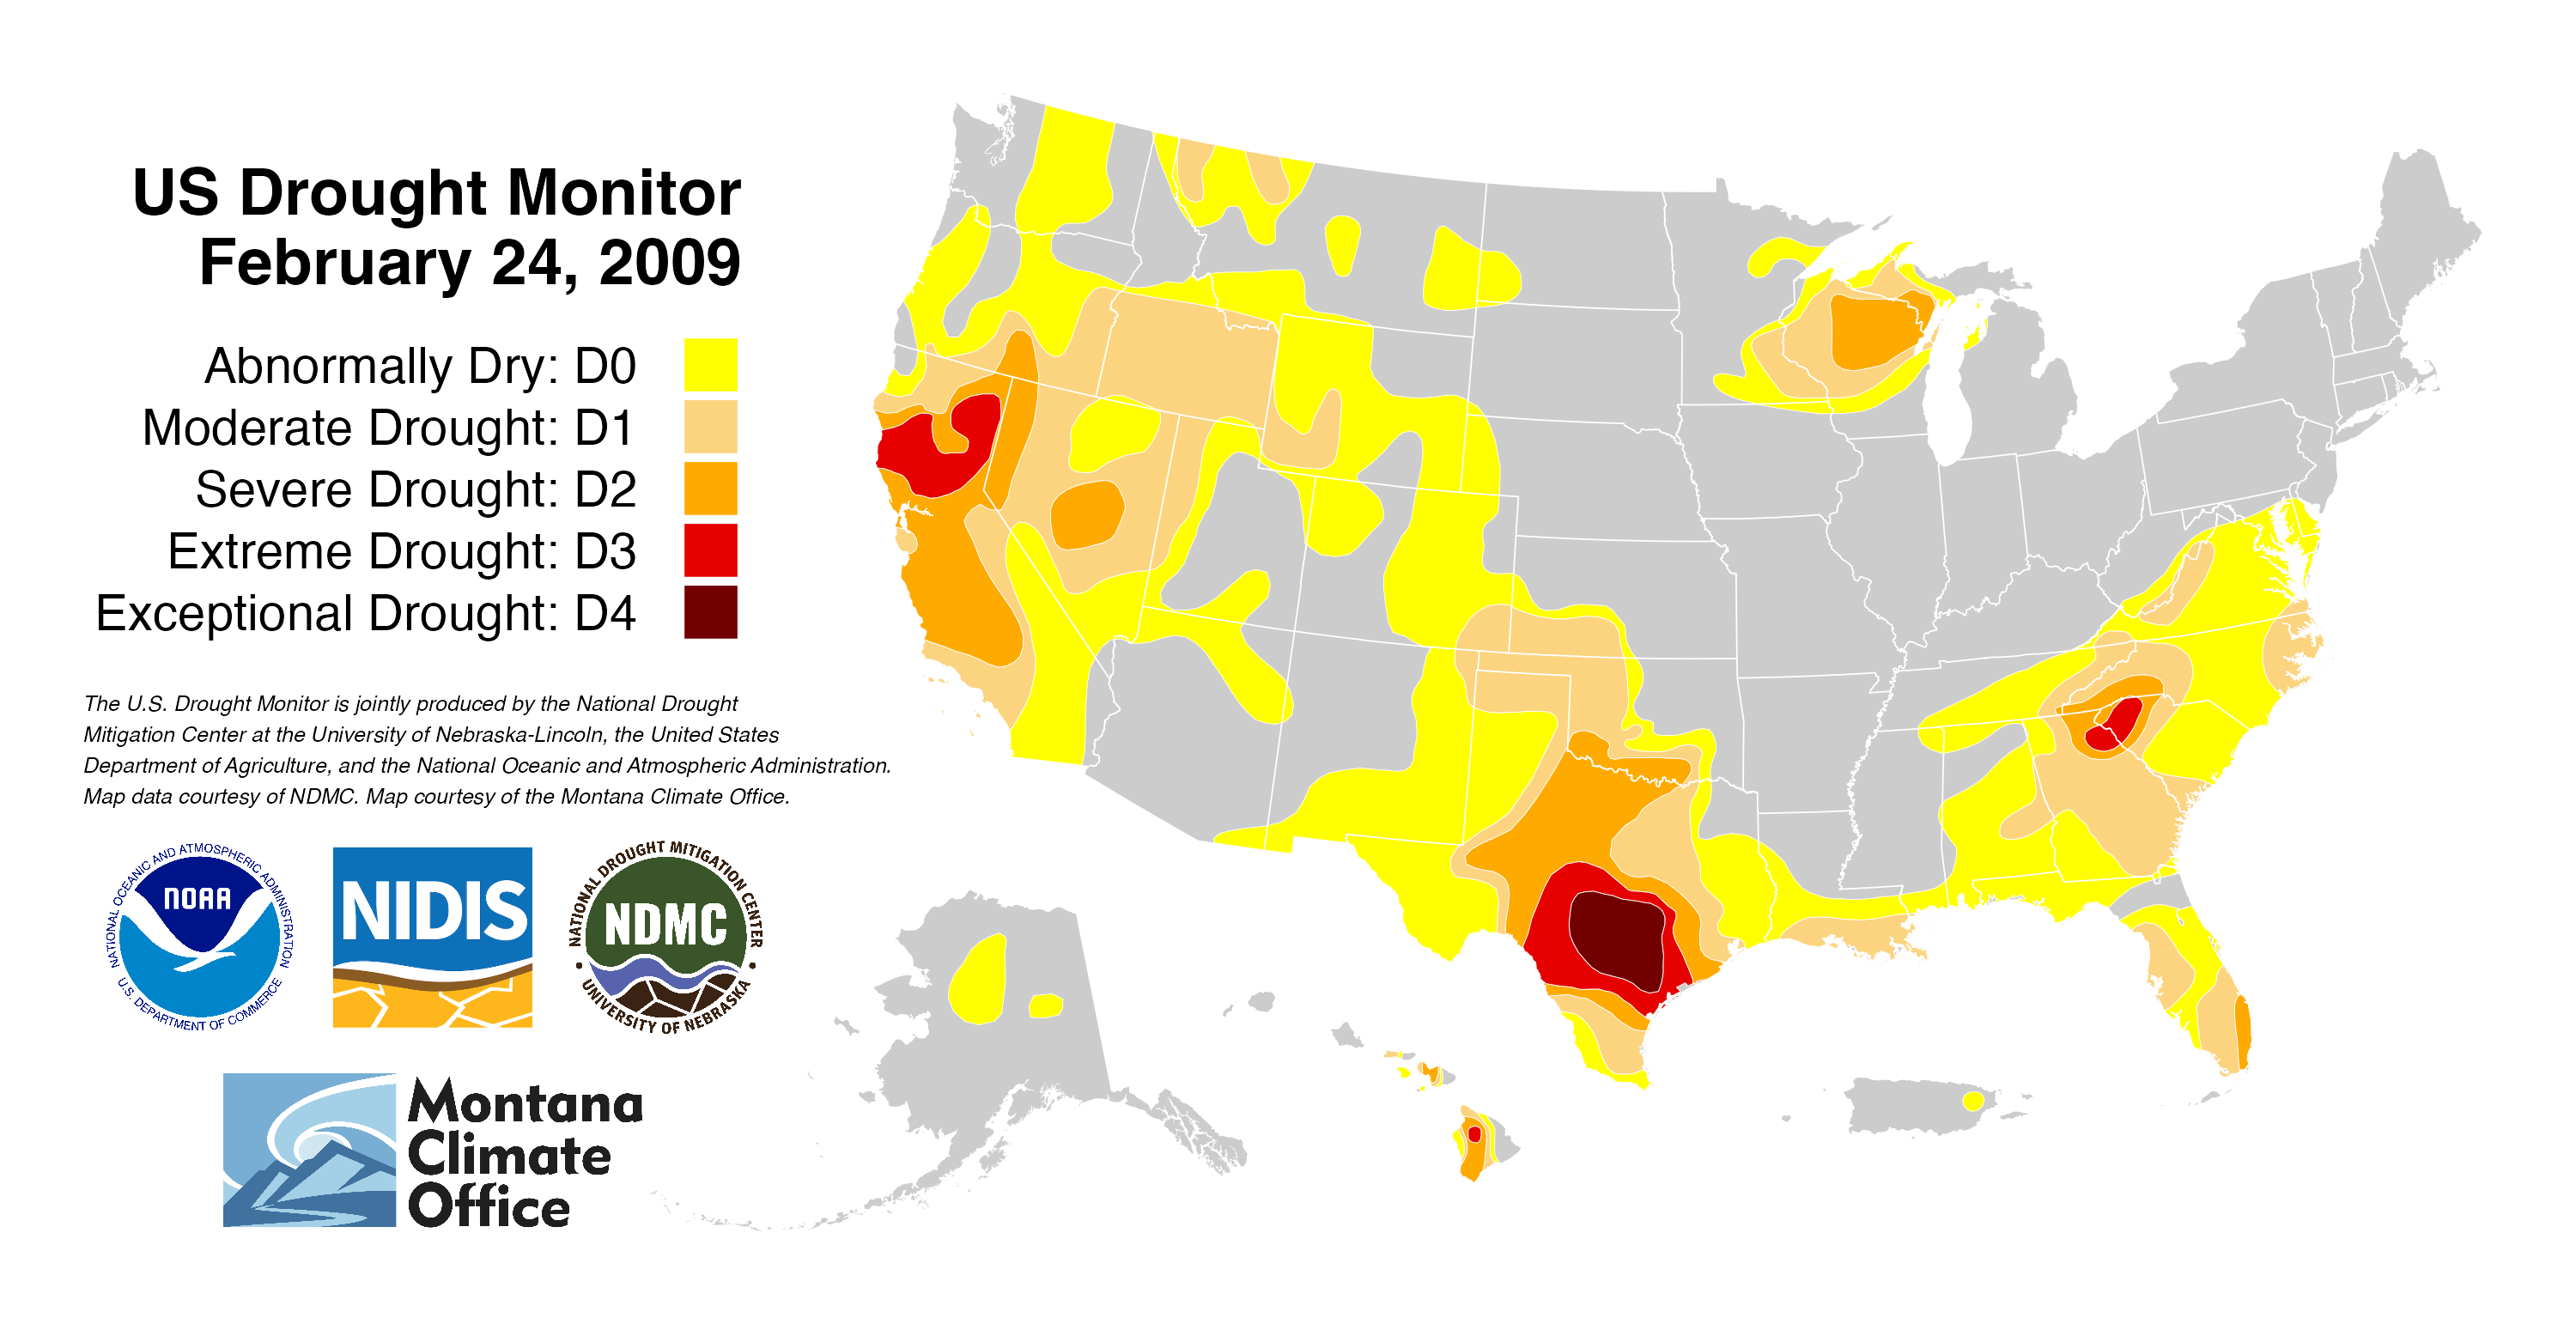 US Drought Monitor
February 24, 2009
Abnormally Dry: D0
Moderate Drought: D1
Severe Drought: D2
Extreme Drought: D3
Exceptional Drought: D4
The U.S. Drought Monitor is jointly produced by the National Drought
Mitigation Center at the University of Nebraska-Lincoln, the United States
Department of Agriculture, and the National Oceanic and Atmospheric Administration.
Map data courtesy of NDMC. Map courtesy of the Montana Climate Office.
NATIONAL OCEANIC AND ATMOSPHERIC ADMINISTRATION
NOAA
U.S. DEPARTMENT OF COMMERCE
NIDIS
NATIONAL DROUGHT MITIGATION CENTER
NDMC
UNIVERSITY OF NEBRASKA
Montana
Climate
Office